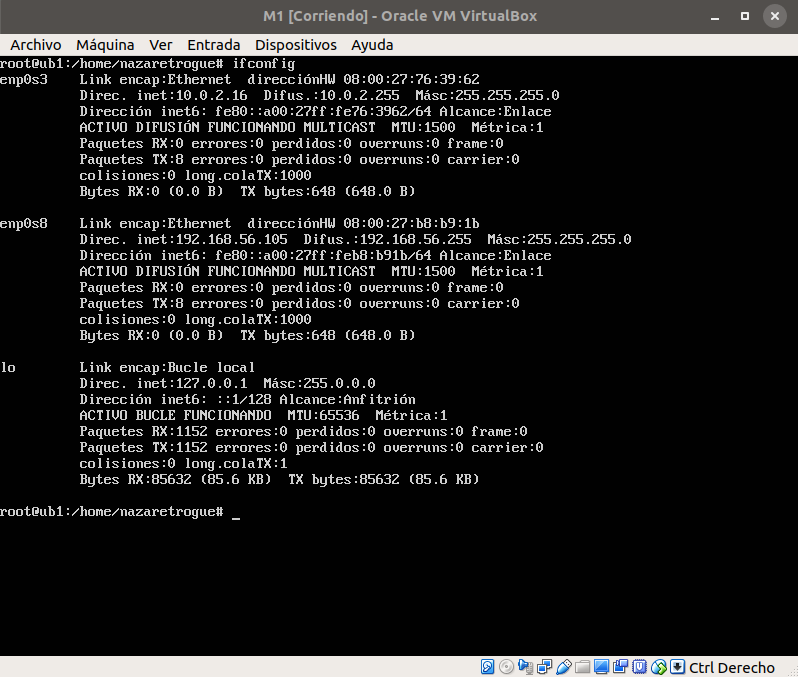 M1 [Corriendo] - Oracle VM VirtualBox
Archivo Máquina Ver Entrada Dispositivos Ayuda
root@ub1:/home/nazaretrogue# ifconfig
enp0s3 Link encap:Ethernet direcciónHW 08:00:27:76:39:62
Direc. inet:10.0.2.16 Difus.:10.0.2.255 Másc:255.255.255.0
Dirección inet6: fe80::a00:27ff:fe76:3962/64 Alcance:Enlace
ACTIVO DIFUSIÓN FUNCIONANDO MULTICAST MTU:1500 Métrica:1
Paquetes RX:0 errores:0 perdidos:0 overruns:0 frame:0
Paquetes TX:8 errores:0 perdidos:0 overruns:0 carrier:0
colisiones:0 long.colaTX:1000
Bytes RX:0 (0.0 B) TX bytes:648 (648.0 B)
enp0s8 Link encap:Ethernet direcciónHW 08:00:27:b8:b9:1b
Direc. inet:192.168.56.105 Difus.:192.168.56.255 Másc:255.255.255.0
Dirección inet6: fe80::a00:27ff:feb8:b91b/64 Alcance:Enlace
ACTIVO DIFUSIÓN FUNCIONANDO MULTICAST MTU:1500 Métrica:1
Paquetes RX:0 errores:0 perdidos:0 overruns:0 frame:0
Paquetes TX:8 errores:0 perdidos:0 overruns:0 carrier:0
colisiones:0 long.colaTX:1000
Bytes RX:0 (0.0 B) TX bytes:648 (648.0 B)
lo Link encap:Bucle local
Direc. inet:127.0.0.1 Másc:255.0.0.0
Dirección inet6: ::1/128 Alcance:Anfitrión
ACTIVO BUCLE FUNCIONANDO MTU:65536 Métrica:1
Paquetes RX:1152 errores:0 perdidos:0 overruns:0 frame:0
Paquetes TX:1152 errores:0 perdidos:0 overruns:0 carrier:0
colisiones:0 long.colaTX:1
Bytes RX:85632 (85.6 KB) TX bytes:85632 (85.6 KB)
root@ub1:/home/nazaretrogue# _
Ctrl Derecho